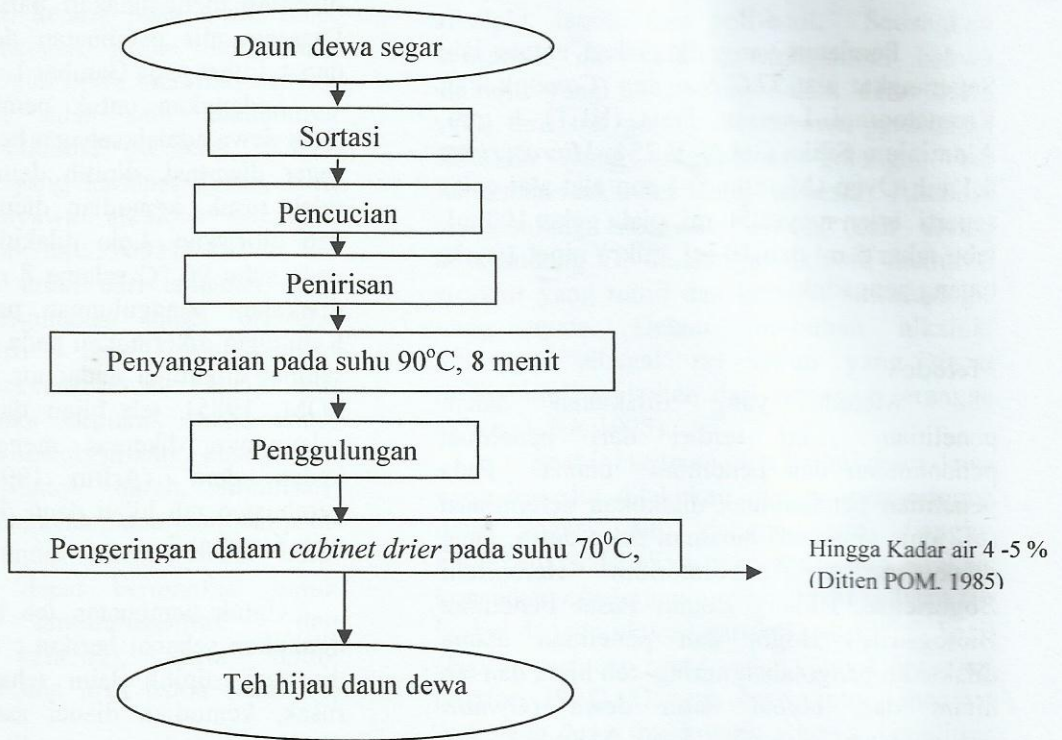 Daun dewa segar
Sortasi
Pencucian
Penirisan
Penyangraian pada suhu 90°C, 8 menit
Penggulungan
Pengeringan dalam cabinet drier pada suhu 70⁰C,
Hingga Kadar air 4 -5 %
(Ditjen POM. 1985)
Teh hijau daun dewa